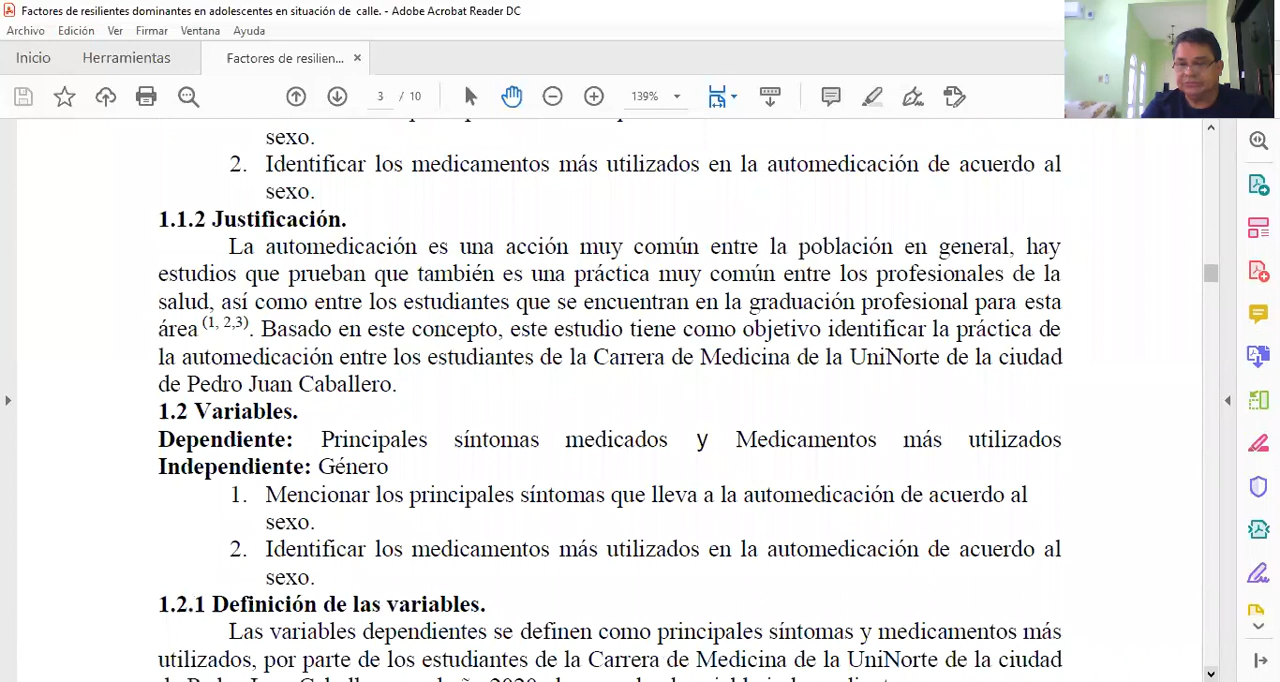 Factores de resilientes dominantes en adolescentes en situación de calle. - Adobe Acrobat Reader DC
Archivo Edición Ver Firmar Ventana Ayuda
Inicio Herramientas Factores de resilien... ×
3 / 10 139%
sexo.
2. Identificar los medicamentos más utilizados en la automedicación de acuerdo al
sexo.
1.1.2 Justificación.
La automedicación es una acción muy común entre la población en general, hay
estudios que prueban que también es una práctica muy común entre los profesionales de la
salud, así como entre los estudiantes que se encuentran en la graduación profesional para esta
área (1, 2,3). Basado en este concepto, este estudio tiene como objetivo identificar la práctica de
la automedicación entre los estudiantes de la Carrera de Medicina de la UniNorte de la ciudad
de Pedro Juan Caballero.
1.2 Variables.
Dependiente: Principales síntomas medicados y Medicamentos más utilizados
Independiente: Género
1. Mencionar los principales síntomas que lleva a la automedicación de acuerdo al
sexo.
2. Identificar los medicamentos más utilizados en la automedicación de acuerdo al
sexo.
1.2.1 Definición de las variables.
Las variables dependientes se definen como principales síntomas y medicamentos más
utilizados, por parte de los estudiantes de la Carrera de Medicina de la UniNorte de la ciudad